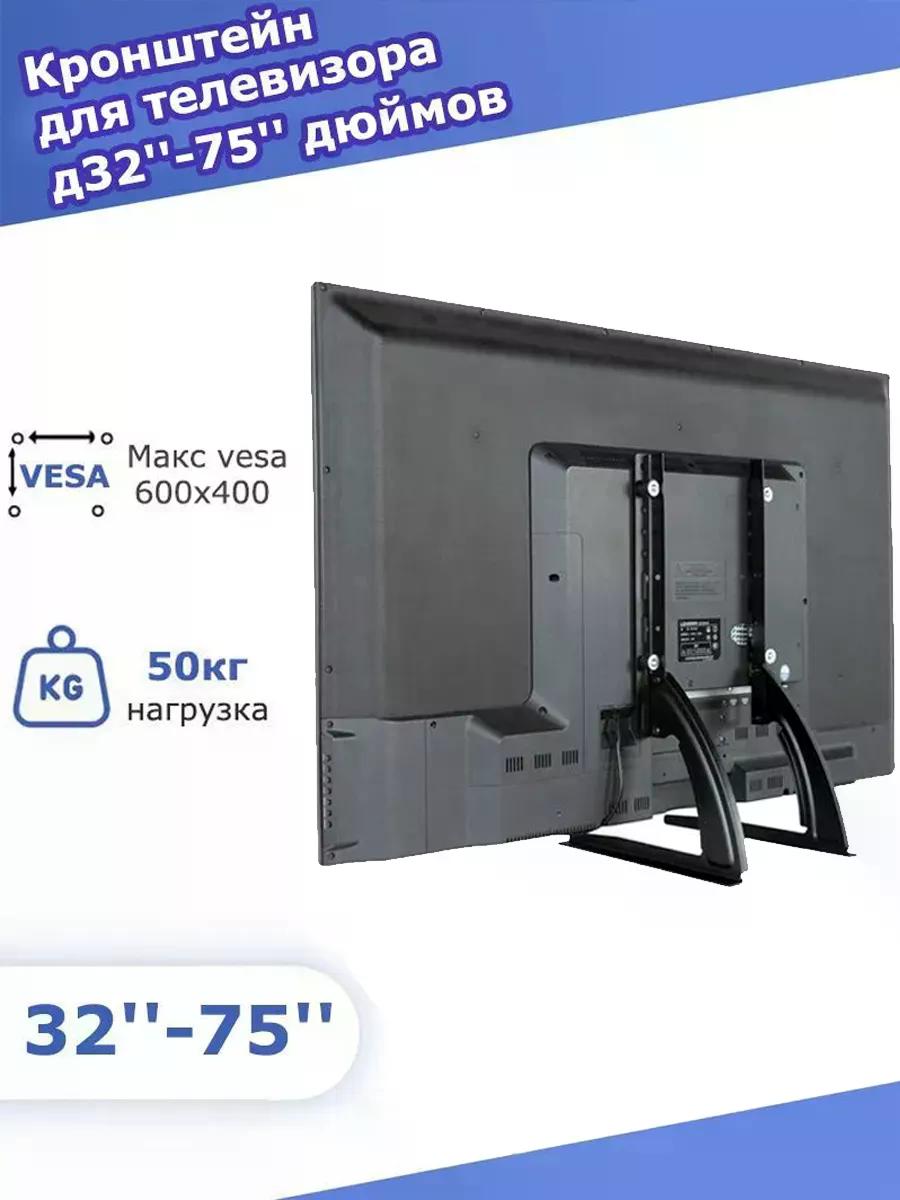 Кронштейн
для телевизора
д32''-75'' дюймов
VESA
Макс vesa
600x400
KG
50кг
нагрузка
32''-75''